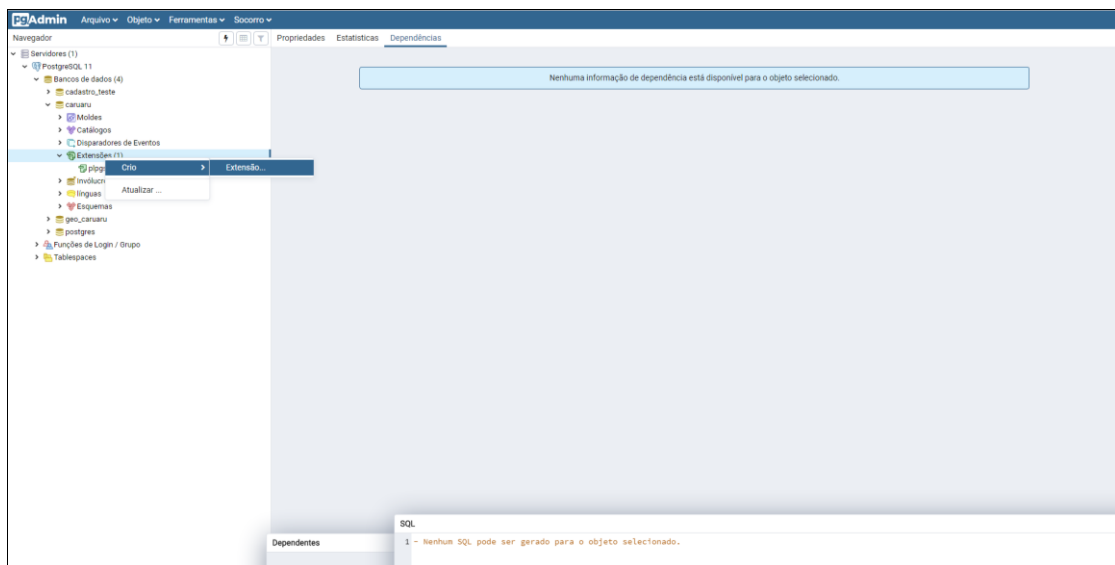 pgAdmin Arquivo Objeto Ferramentas Socorro
Navegador
Propriedades Estatísticas Dependências
Servidores (1)
PostgreSQL 11
Bancos de dados (4)
cadastro_teste
caruaru
Moldes
Catálogos
Disparadores de Eventos
Extensões (1)
Crio Extensão...
Atualizar ...
línguas
Esquemas
geo_caruaru
postgres
Funções de Login / Grupo
Tablespaces
Nenhuma informação de dependência está disponível para o objeto selecionado.
Dependentes
SQL
1 - Nenhum SQL pode ser gerado para o objeto selecionado.